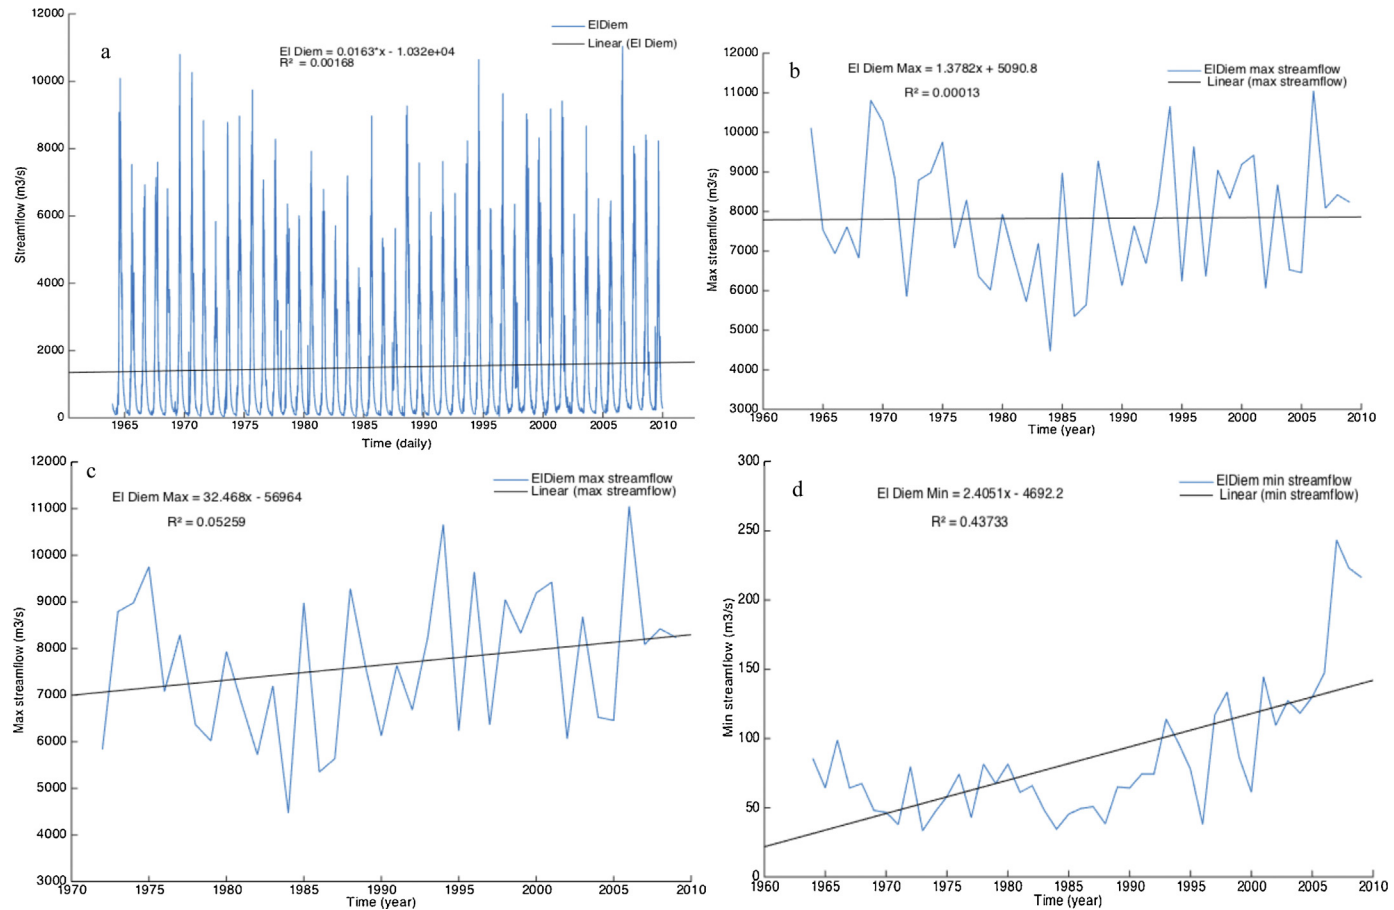 a
ElDiem
Linear (El Diem)
El Diem = 0.0163*x - 1.032e+04
R² = 0.00168
12000
10000
8000
6000
4000
2000
0
Streamflow (m3/s)
1965 1970 1975 1980 1985 1990 1995 2000 2005 2010
Time (daily)
b
El Diem Max = 1.3782x + 5090.8
R² = 0.00013
ElDiem max streamflow
Linear (max streamflow)
12000
11000
10000
9000
8000
7000
6000
5000
4000
3000
Max streamflow (m3/s)
1960 1965 1970 1975 1980 1985 1990 1995 2000 2005 2010
Time (year)
c
El Diem Max = 32.468x - 56964
R² = 0.05259
ElDiem max streamflow
Linear (max streamflow)
12000
11000
10000
9000
8000
7000
6000
5000
4000
3000
Max streamflow (m3/s)
1970 1975 1980 1985 1990 1995 2000 2005 2010
Time (year)
d
El Diem Min = 2.4051x - 4692.2
R² = 0.43733
ElDiem min streamflow
Linear (min streamflow)
300
250
200
150
100
50
0
Min streamflow (m3/s)
1960 1965 1970 1975 1980 1985 1990 1995 2000 2005 2010
Time (year)